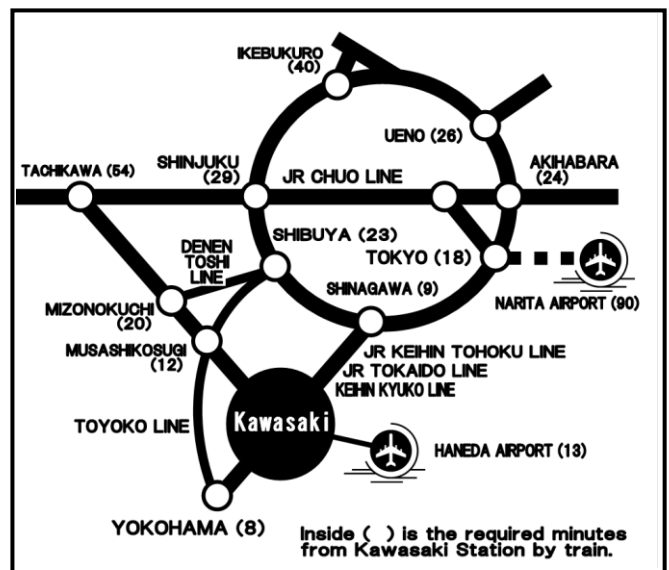 IKEBUKURO
(40)
UENO (26)
TACHIKAWA (54)
SHINJUKU
(29)
JR CHUO LINE
AKIHABARA
(24)
DENEN
TOSHI
LINE
SHIBUYA (23)
TOKYO (18)
SHINAGAWA (9)
NARITA AIRPORT (90)
MIZONOKUCHI
(20)
MUSASHIKOSUGI
(12)
JR KEIHIN TOHOKU LINE
JR TOKAIDO LINE
KEIHIN KYUKO LINE
TOYOKO LINE
Kawasaki
HANEDA AIRPORT (13)
YOKOHAMA (8)
Inside ( ) is the required minutes
from Kawasaki Station by train.